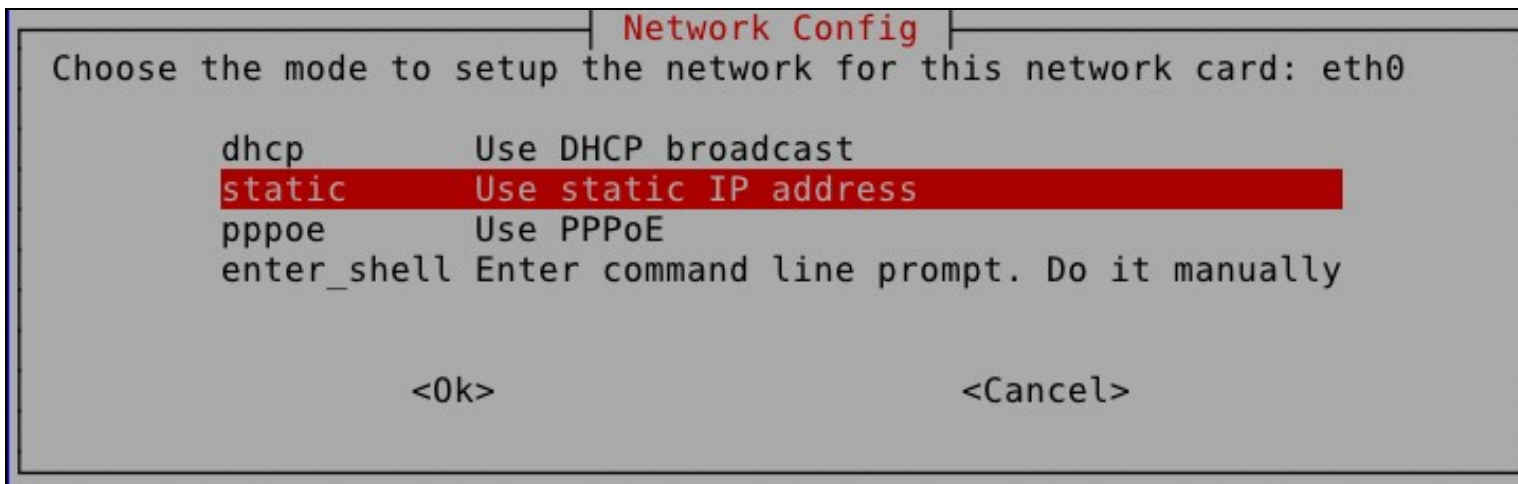 Network Config
Choose the mode to setup the network for this network card: eth0
dhcp Use DHCP broadcast
static Use static IP address
pppoe Use PPPoE
enter_shell Enter command line prompt. Do it manually
<Ok> <Cancel>